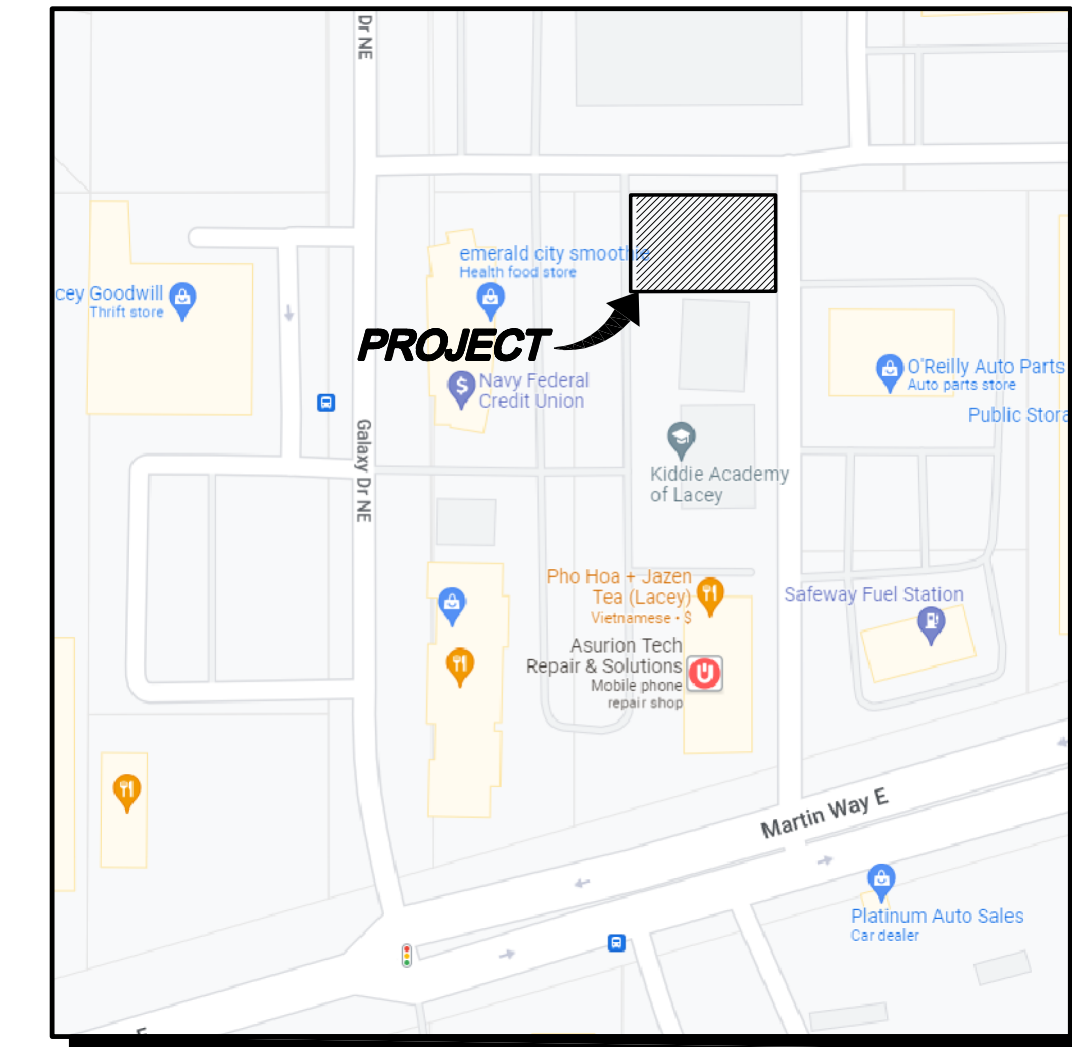 Dr NE
emerald city smoothie
Health food store
cey Goodwill
Thrift store
PROJECT
Navy Federal
Credit Union
O'Reilly Auto Parts
Auto parts store
Public Stora
Galaxy Dr NE
Kiddie Academy
of Lacey
Pho Hoa + Jazen
Tea (Lacey)
Vietnamese • $
Safeway Fuel Station
Asurion Tech
Repair & Solutions
Mobile phone
repair shop
Martin Way E
Platinum Auto Sales
Car dealer
E